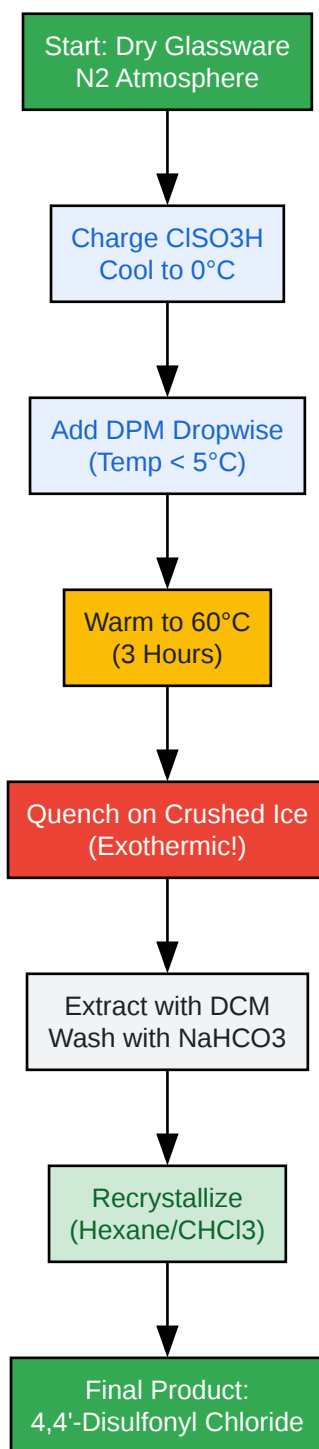 Start: Dry Glassware
N2 Atmosphere
Charge ClSO3H
Cool to 0°C
Add DPM Dropwise
(Temp < 5°C)
Warm to 60°C
(3 Hours)
Quench on Crushed Ice
(Exothermic!)
Extract with DCM
Wash with NaHCO3
Recrystallize
(Hexane/CHCl3)
Final Product:
4,4'-Disulfonyl Chloride